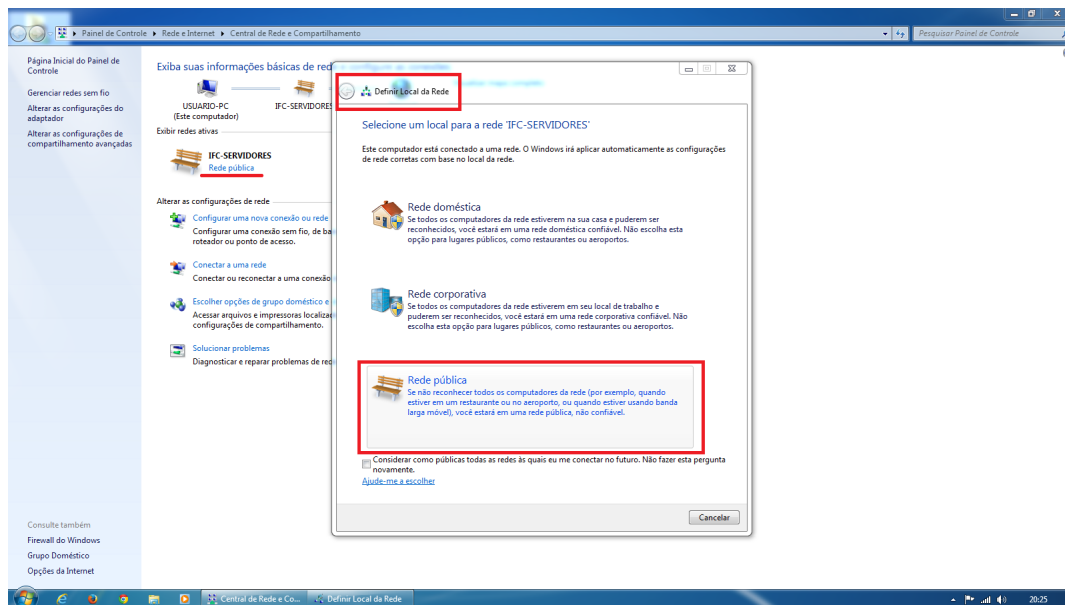 Painel de Controle ▸ Rede e Internet ▸ Central de Rede e Compartilhamento
Pesquisar Painel de Controle
Página Inicial do Painel de
Controle
Gerenciar redes sem fio
Alterar as configurações do
adaptador
Alterar as configurações de
compartilhamento avançadas
Exiba suas informações básicas de red
USUARIO-PC
(Este computador)
IFC-SERVIDORES
Exibir redes ativas
IFC-SERVIDORES
Rede pública
Alterar as configurações de rede
Configurar uma nova conexão ou rede
Configurar uma conexão sem fio, de ba
roteador ou ponto de acesso.
Conectar a uma rede
Conectar ou reconectar a uma conexão
Escolher opções de grupo doméstico e
Acessar arquivos e impressoras localiza
configurações de compartilhamento.
Solucionar problemas
Diagnosticar e reparar problemas de red
Consulte também
Firewall do Windows
Grupo Doméstico
Opções da Internet
Definir Local da Rede
Selecione um local para a rede 'IFC-SERVIDORES'
Este computador está conectado a uma rede. O Windows irá aplicar automaticamente as configurações
de rede corretas com base no local da rede.
Rede doméstica
Se todos os computadores da rede estiverem na sua casa e puderem ser
reconhecidos, você estará em uma rede doméstica confiável. Não escolha esta
opção para lugares públicos, como restaurantes ou aeroportos.
Rede corporativa
Se todos os computadores da rede estiverem em seu local de trabalho e
puderem ser reconhecidos, você estará em uma rede corporativa confiável. Não
escolha esta opção para lugares públicos, como restaurantes ou aeroportos.
Rede pública
Se não reconhecer todos os computadores da rede (por exemplo, quando
estiver em um restaurante ou no aeroporto, ou quando estiver usando banda
larga móvel), você estará em uma rede pública, não confiável.
Considerar como públicas todas as redes às quais eu me conectar no futuro. Não fazer esta pergunta
novamente.
Ajude-me a escolher
Cancelar
Central de Rede e Co...
Definir Local da Rede
20:25